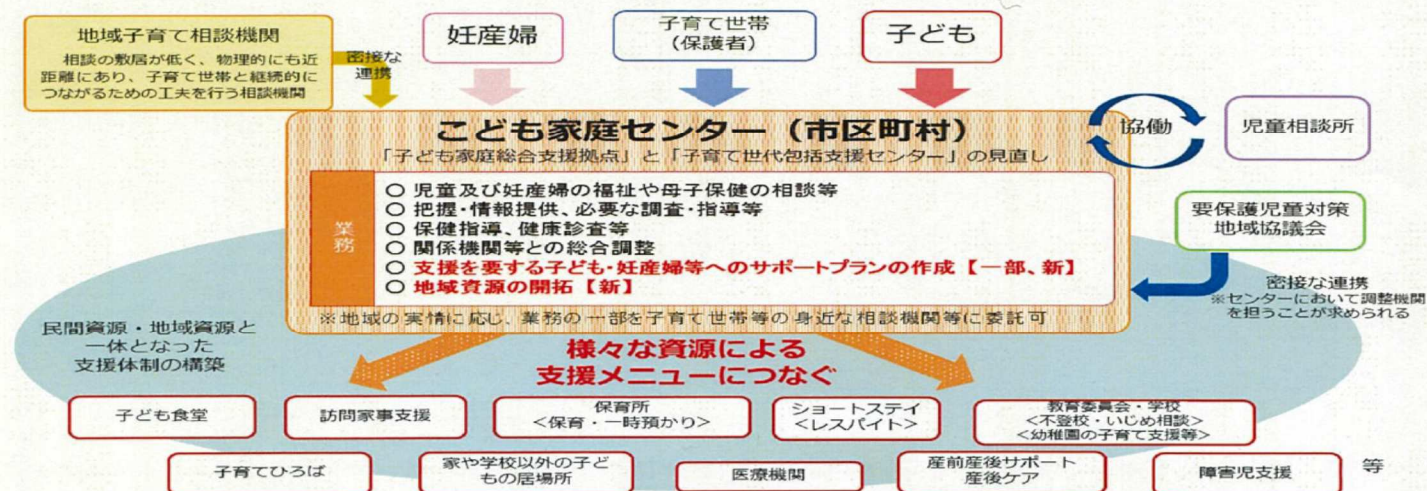 地域子育て相談機関
相談の敷居が低く、物理的にも近
距離にあり、子育て世帯と継続的に
つながるための工夫を行う相談機関
密接な
連携
妊産婦
子育て世帯
(保護者)
子ども
こども家庭センター（市区町村）
「子ども家庭総合支援拠点」と「子育て世代包括支援センター」の見直し
協働
児童相談所
業務
○ 児童及び妊産婦の福祉や母子保健の相談等
○ 把握・情報提供、必要な調査・指導等
○ 保健指導、健康診査等
○ 関係機関等との総合調整
○ 支援を要する子ども・妊産婦等へのサポートプランの作成【一部、新】
○ 地域資源の開拓【新】
※地域の実情に応じ、業務の一部を子育て世帯等の身近な相談機関等に委託可
要保護児童対策
地域協議会
密接な連携
※センターにおいて調整機関
を担うことが求められる
民間資源・地域資源と
一体となった
支援体制の構築
様々な資源による
支援メニューにつなぐ
子ども食堂
訪問家事支援
保育所
＜保育・一時預かり＞
ショートステイ
＜レスパイト＞
教育委員会・学校
＜不登校・いじめ相談＞
＜幼稚園の子育て支援等＞
子育てひろば
家や学校以外の子ど
もの居場所
医療機関
産前産後サポート
産後ケア
障害児支援
等